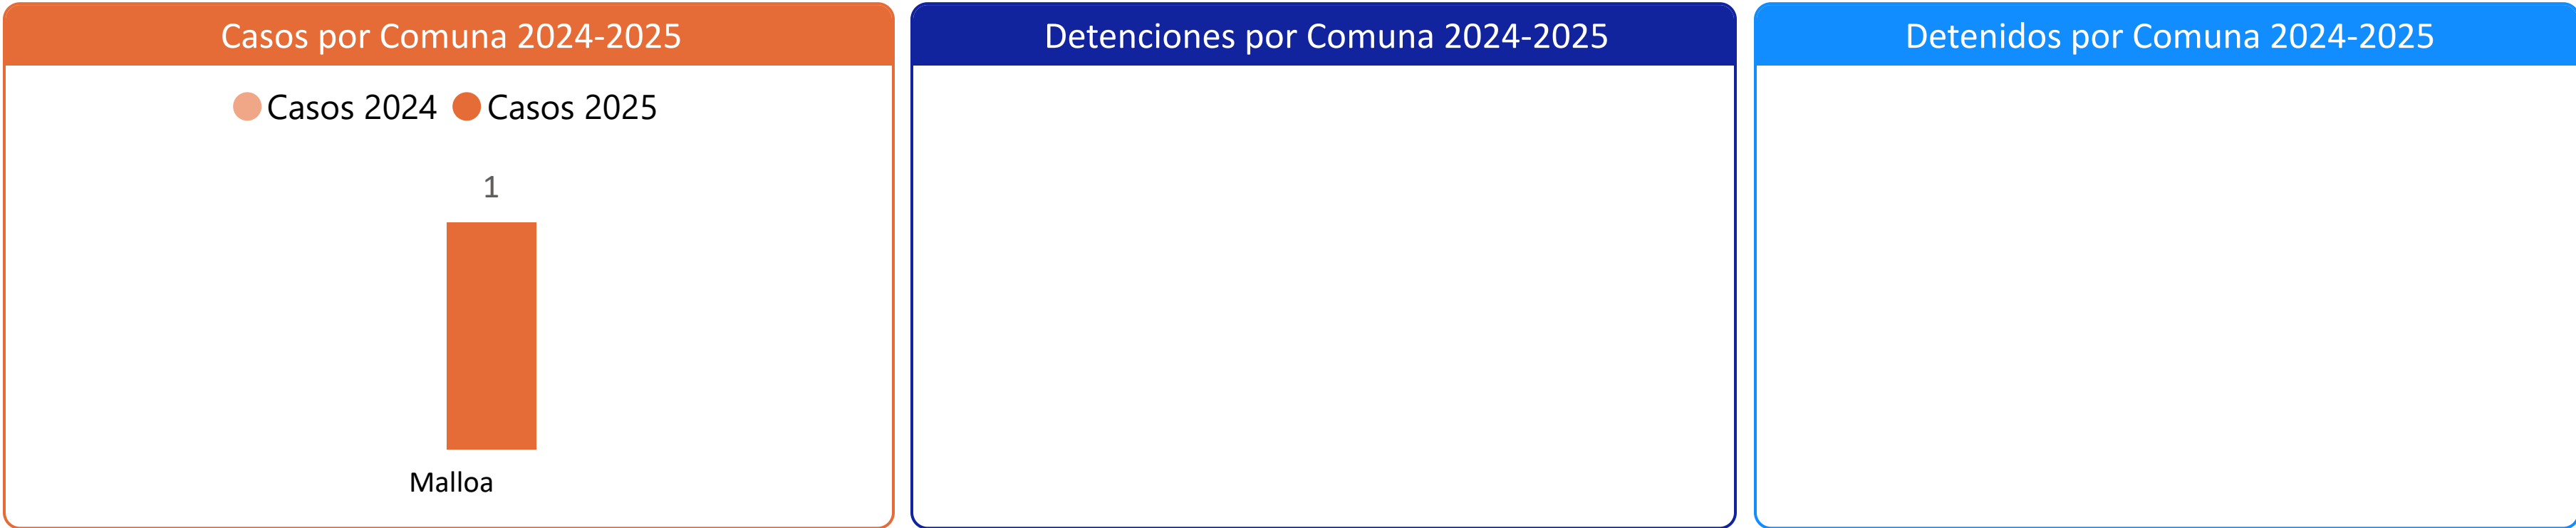 Casos por Comuna 2024-2025
Casos 2024 Casos 2025
1
Malloa
Detenciones por Comuna 2024-2025
Detenidos por Comuna 2024-2025